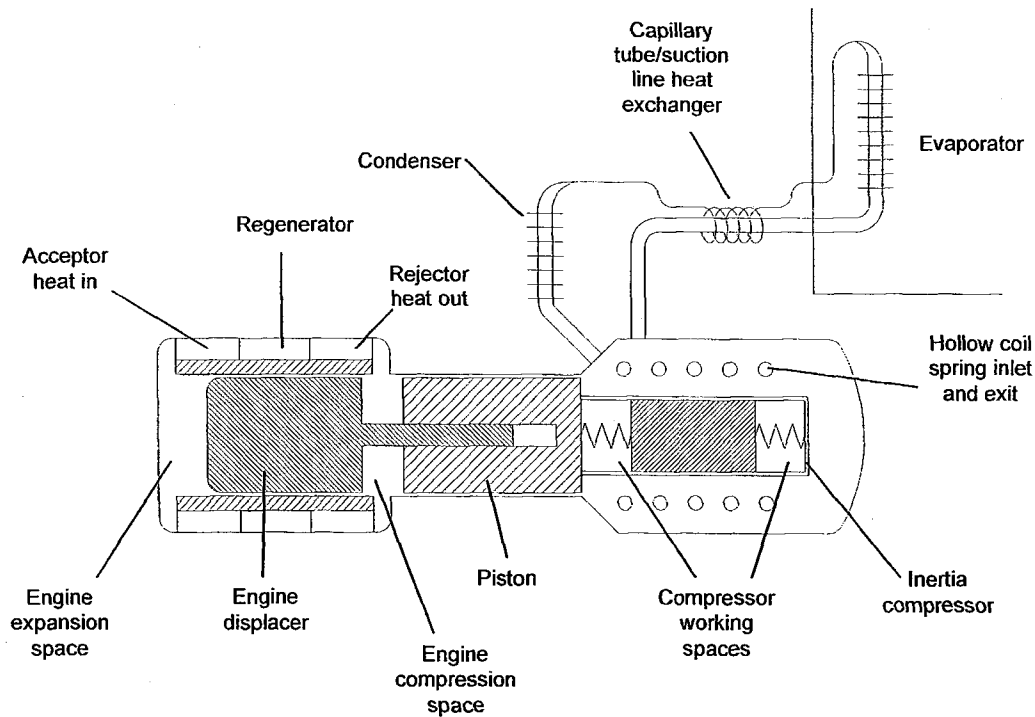 Capillary
tube/suction
line heat
exchanger
Evaporator
Condenser
Regenerator
Acceptor
heat in
Rejector
heat out
Hollow coil
spring inlet
and exit
Piston
Engine
expansion
space
Engine
displacer
Engine
compression
space
Compressor
working
spaces
Inertia
compressor